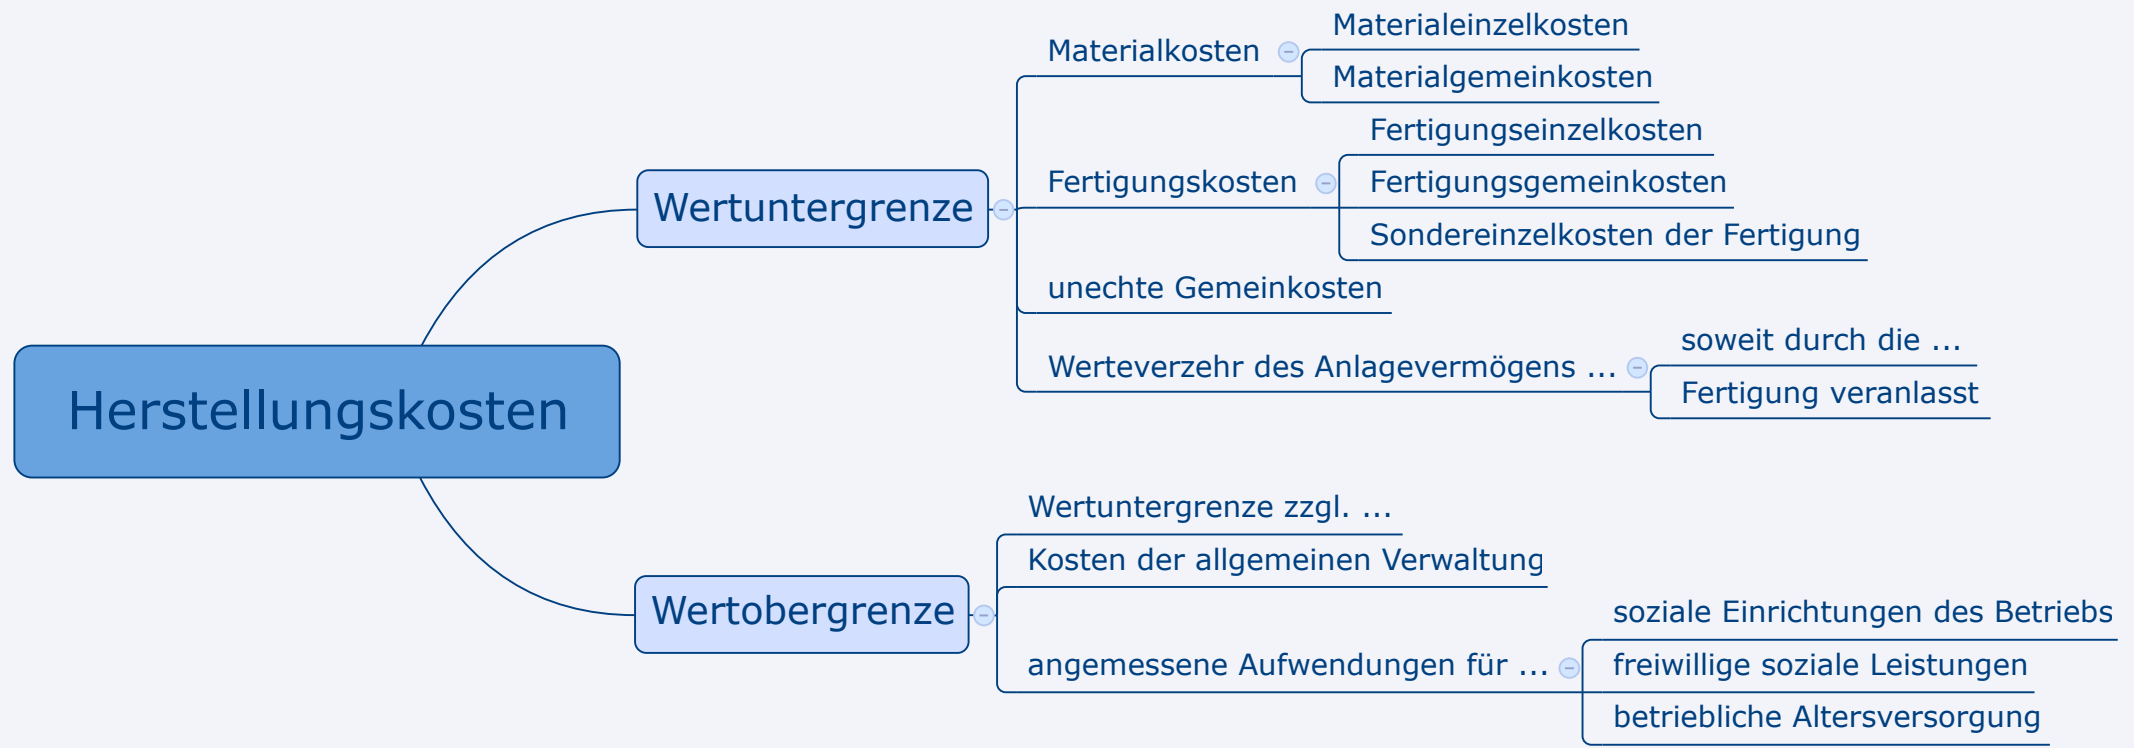 Herstellungskosten
Wertuntergrenze
Materialkosten
Materialeinzelkosten
Materialgemeinkosten
Fertigungskosten
Fertigungseinzelkosten
Fertigungsgemeinkosten
Sondereinzelkosten der Fertigung
unechte Gemeinkosten
Werteverzehr des Anlagevermögens ...
soweit durch die ...
Fertigung veranlasst
Wertobergrenze
Wertuntergrenze zzgl. ...
Kosten der allgemeinen Verwaltung
angemessene Aufwendungen für ...
soziale Einrichtungen des Betriebs
freiwillige soziale Leistungen
betriebliche Altersversorgung